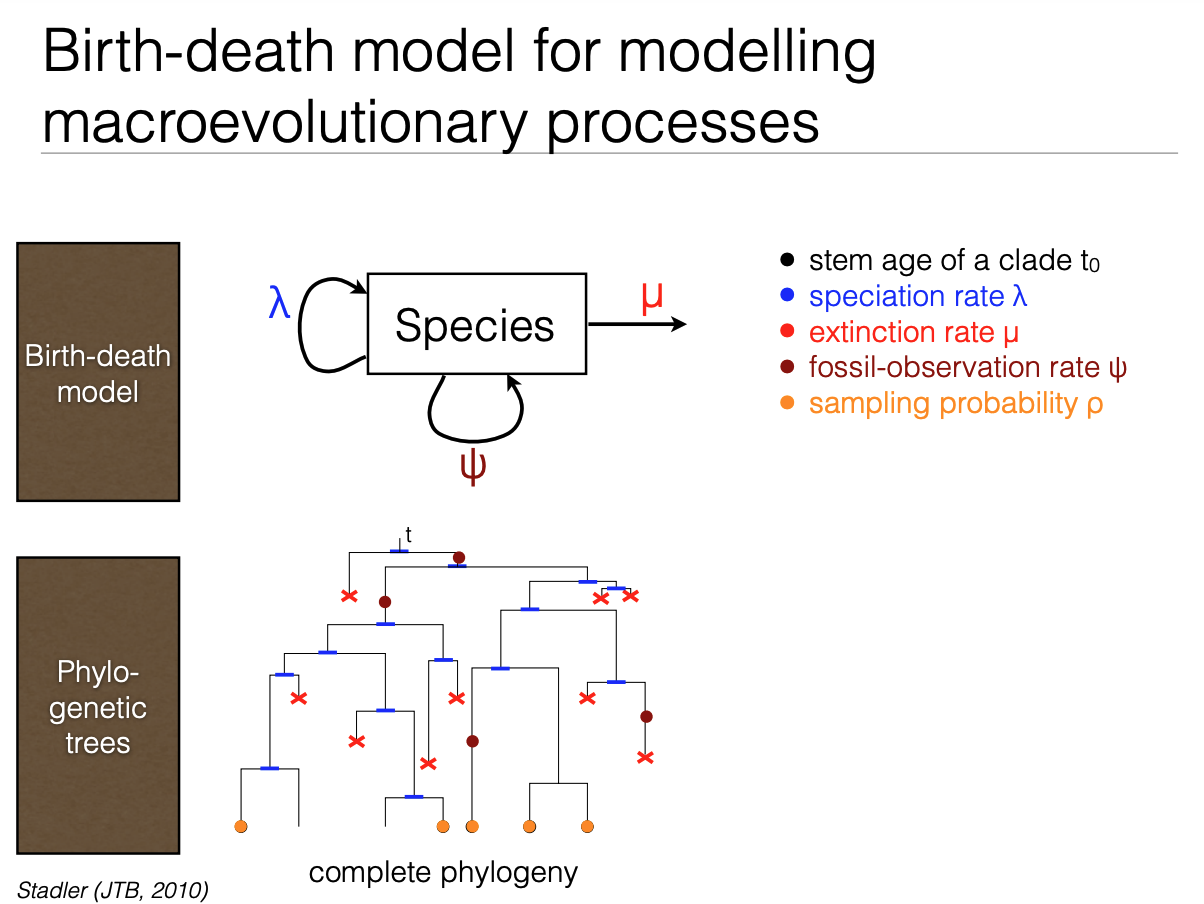 Birth-death model for modelling
macroevolutionary processes
Birth-death
model
λ
Species
μ
ψ
stem age of a clade t₀
speciation rate λ
extinction rate μ
fossil-observation rate ψ
sampling probability ρ
Phylo-
genetic
trees
t
complete phylogeny
Stadler (JTB, 2010)